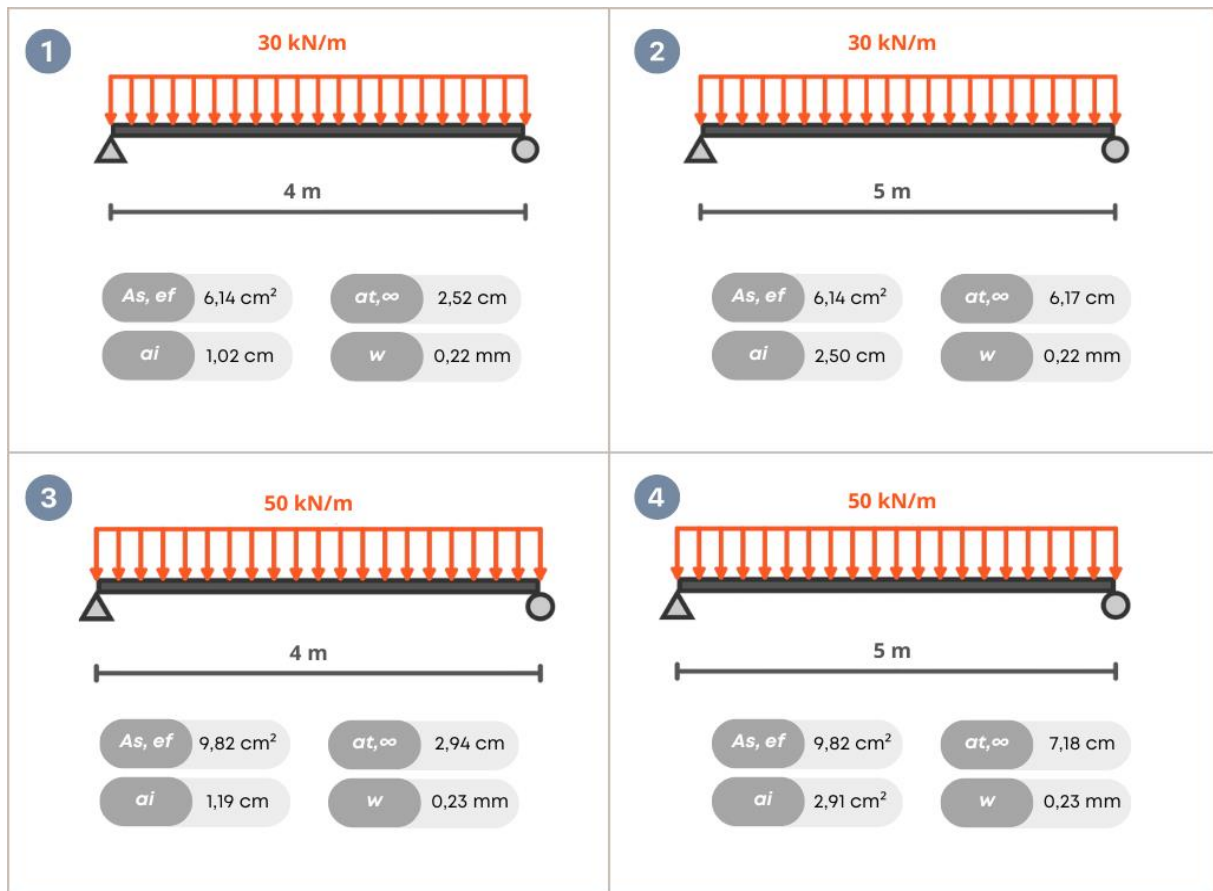 1
30 kN/m
4 m
As, ef 6,14 cm² at,∞ 2,52 cm
ai 1,02 cm w 0,22 mm
2
30 kN/m
5 m
As, ef 6,14 cm² at,∞ 6,17 cm
ai 2,50 cm w 0,22 mm
3
50 kN/m
4 m
As, ef 9,82 cm² at,∞ 2,94 cm
ai 1,19 cm w 0,23 mm
4
50 kN/m
5 m
As, ef 9,82 cm² at,∞ 7,18 cm
ai 2,91 cm² w 0,23 mm